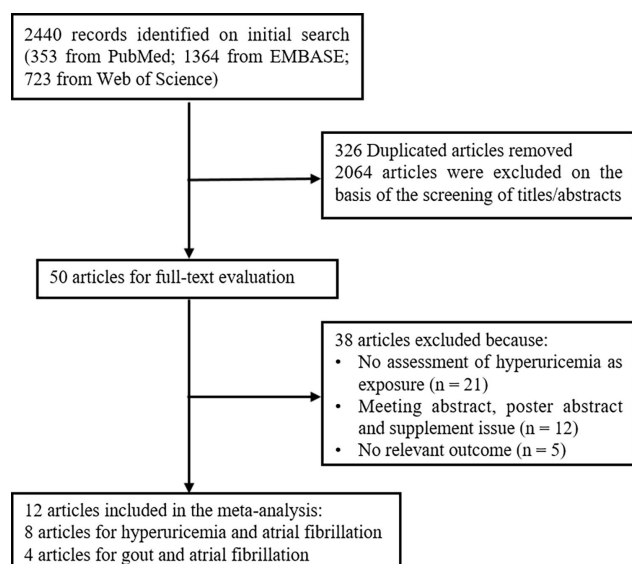 2440 records identified on initial search
(353 from PubMed; 1364 from EMBASE;
723 from Web of Science)
326 Duplicated articles removed
2064 articles were excluded on the
basis of the screening of titles/abstracts
50 articles for full-text evaluation
38 articles excluded because:
• No assessment of hyperuricemia as
exposure (n = 21)
• Meeting abstract, poster abstract
and supplement issue (n = 12)
• No relevant outcome (n = 5)
12 articles included in the meta-analysis:
8 articles for hyperuricemia and atrial fibrillation
4 articles for gout and atrial fibrillation